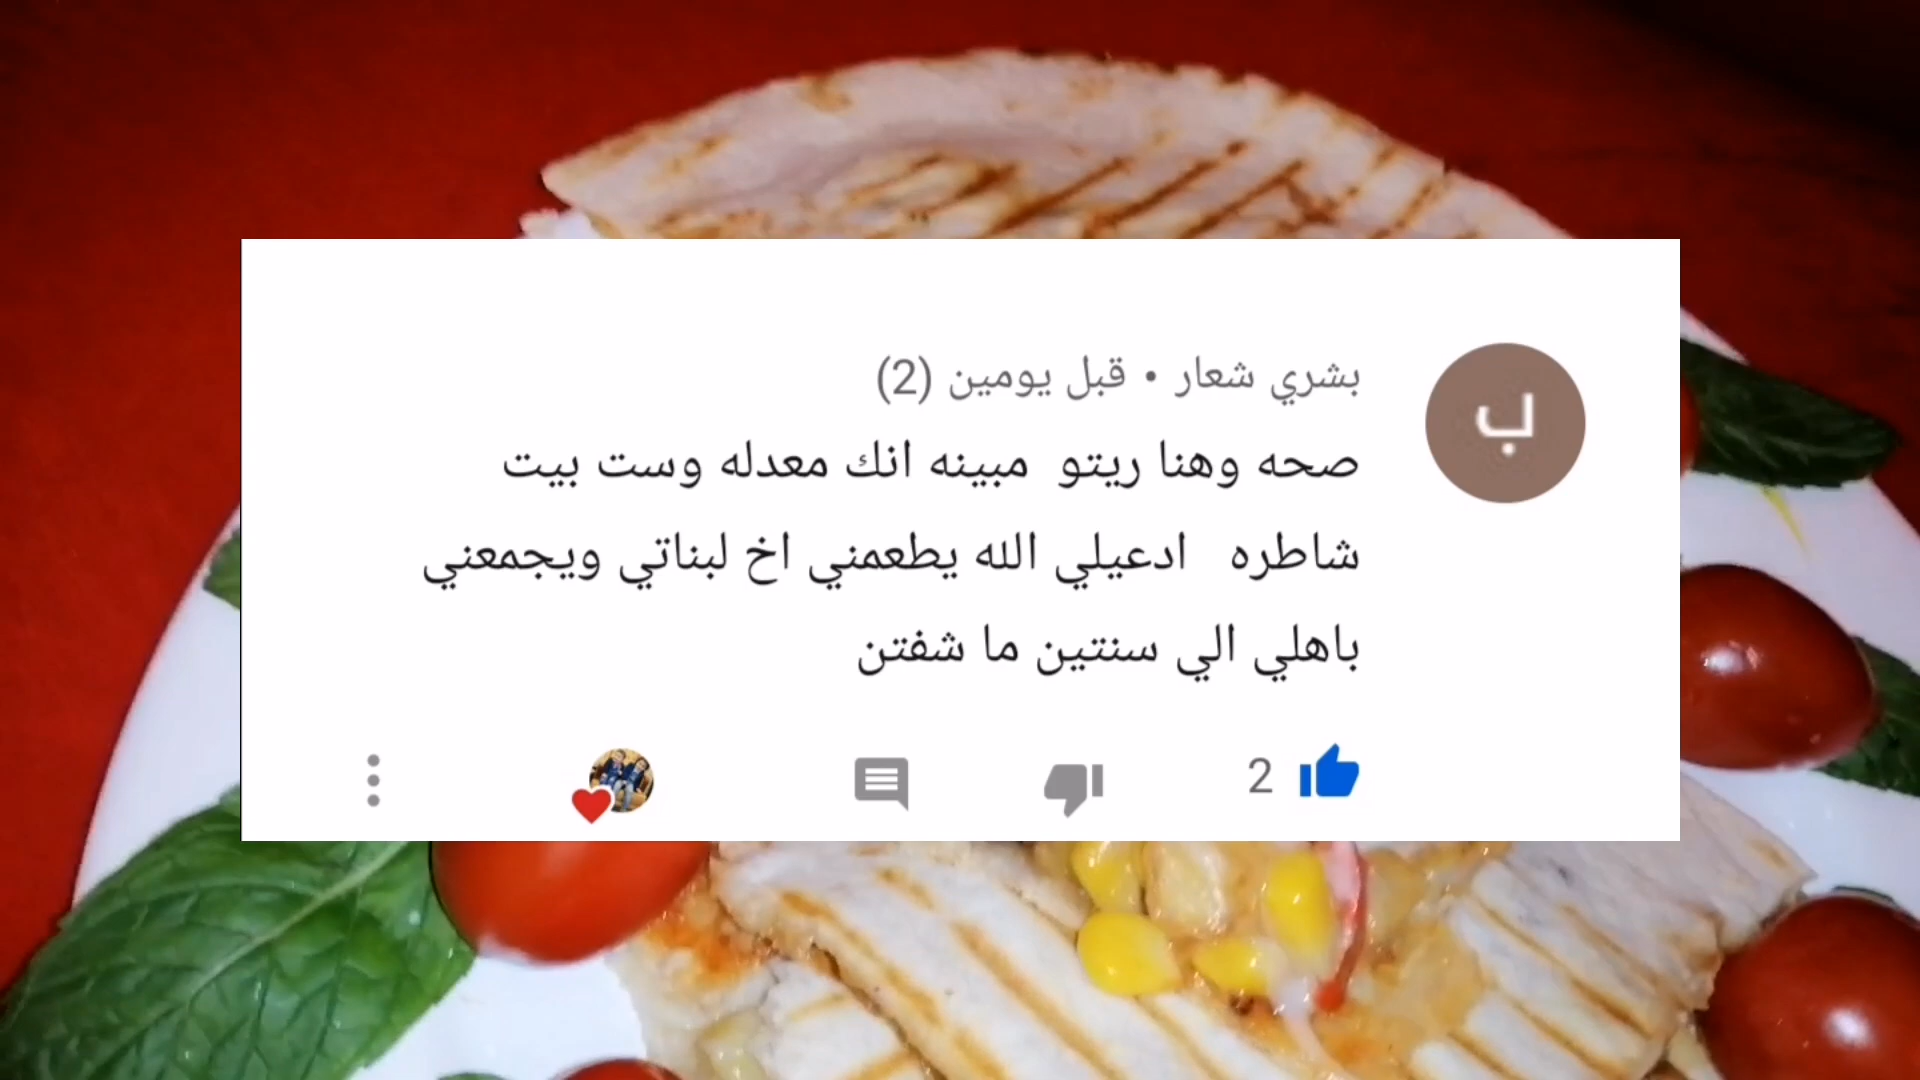 ب
بشري شعار • قبل يومين (2)
صحه وهنا ريتو مبينه انك معدله وست بيت
شاطره ادعيلي الله يطعمني اخ لبناتي ويجمعني
باهلي الي سنتين ما شفتن
2